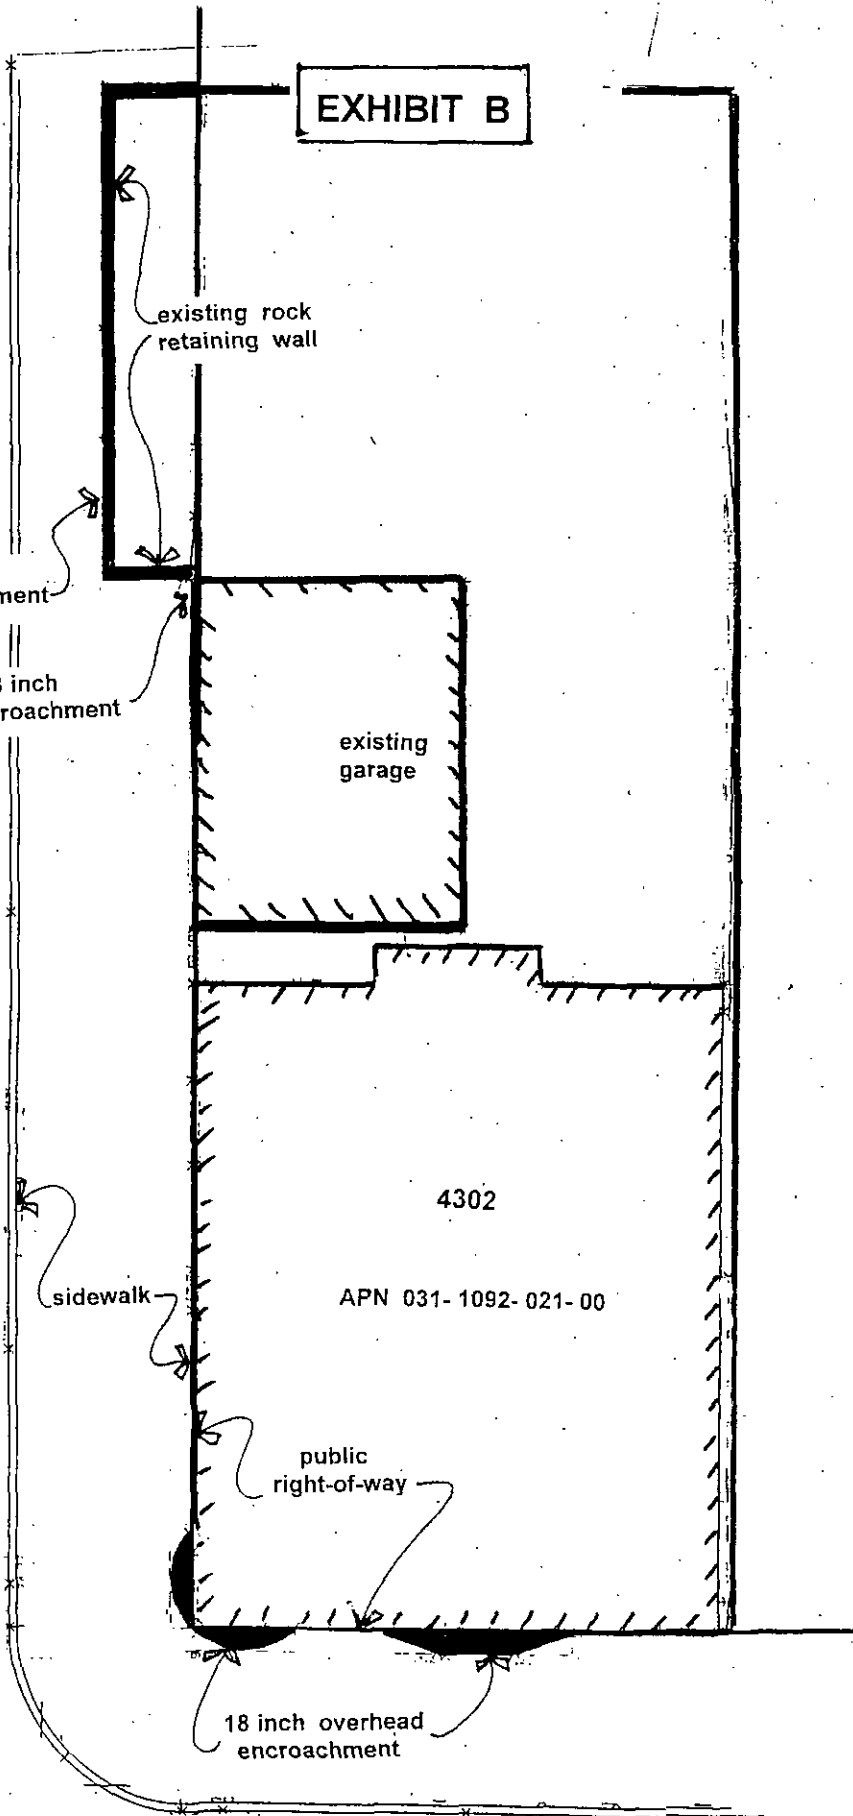 EXHIBIT B
existing rock
retaining wall
ment
inch
roachment
existing
garage
4302
APN 031-1092-021-00
sidewalk
public
right-of-way
18 inch overhead
encroachment